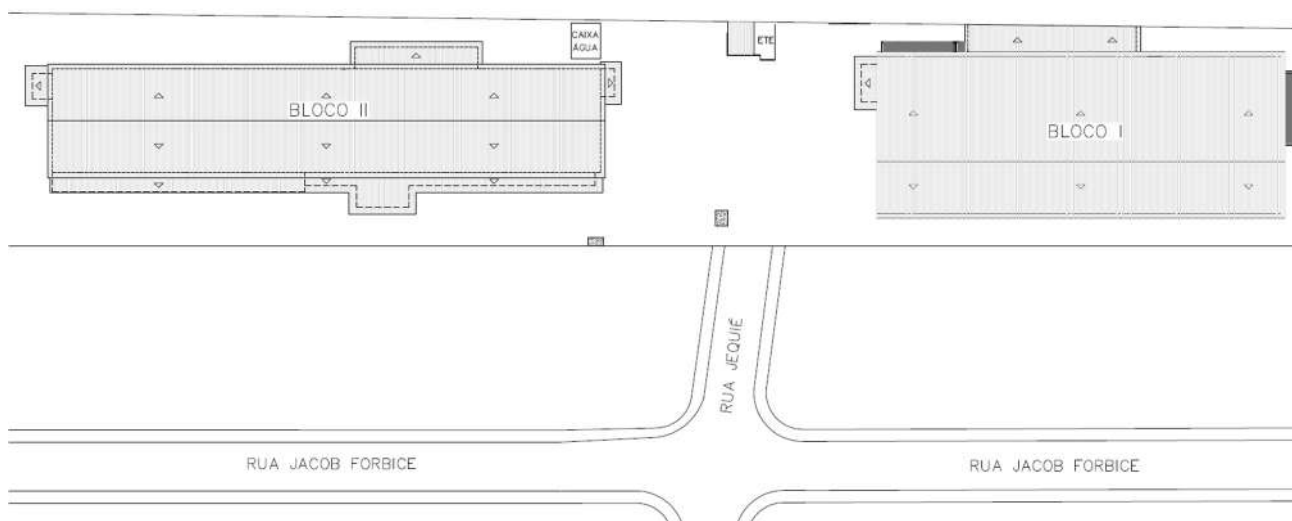 CAIXA
ÁGUA
ETE
BLOCO II
BLOCO I
RUA JEQUIÉ
RUA JACOB FORBICE
RUA JACOB FORBICE